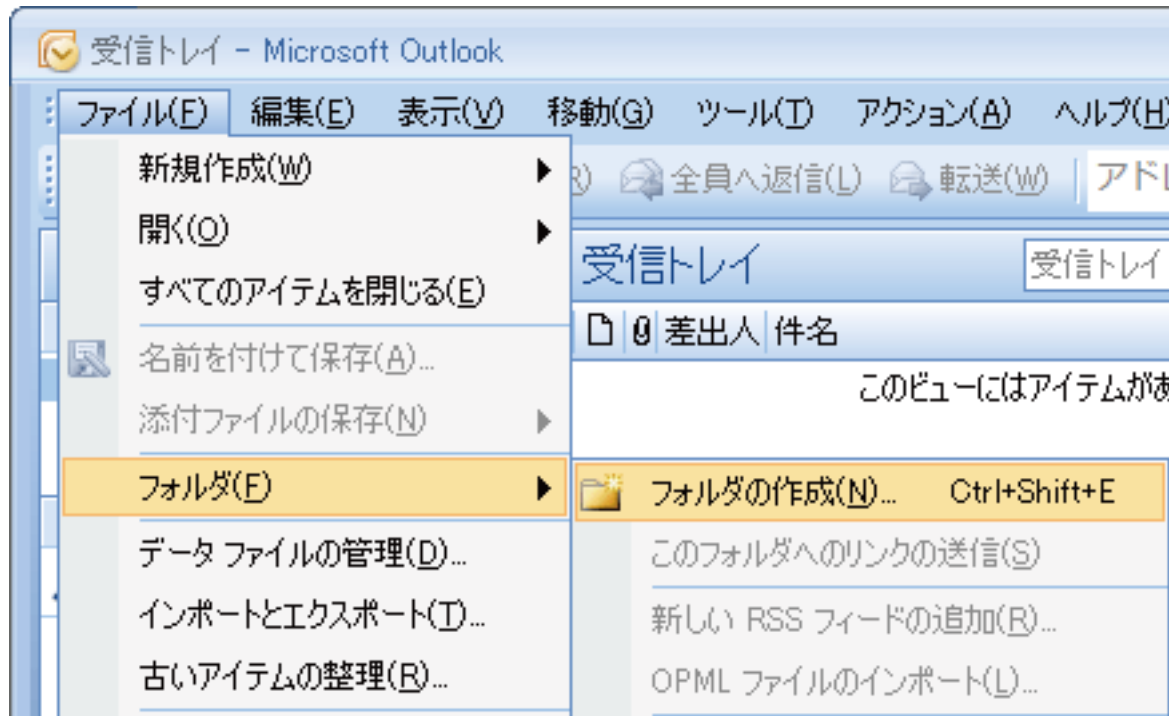 受信トレイ - Microsoft Outlook
ファイル(F) 編集(E) 表示(V) 移動(G) ツール(T) アクション(A) ヘルプ(H)
新規作成(W) R) 全員へ返信(L) 転送(W) アドレ
開く(O)
受信トレイ 受信トレイ
すべてのアイテムを閉じる(E)
差出人 件名
名前を付けて保存(A)...
このビューにはアイテムがあ
添付ファイルの保存(N)
フォルダ(F) フォルダの作成(N)... Ctrl+Shift+E
データ ファイルの管理(D)... このフォルダへのリンクの送信(S)
インポートとエクスポート(T)... 新しい RSS フィードの追加(R)...
古いアイテムの整理(R)... OPML ファイルのインポート(L)...